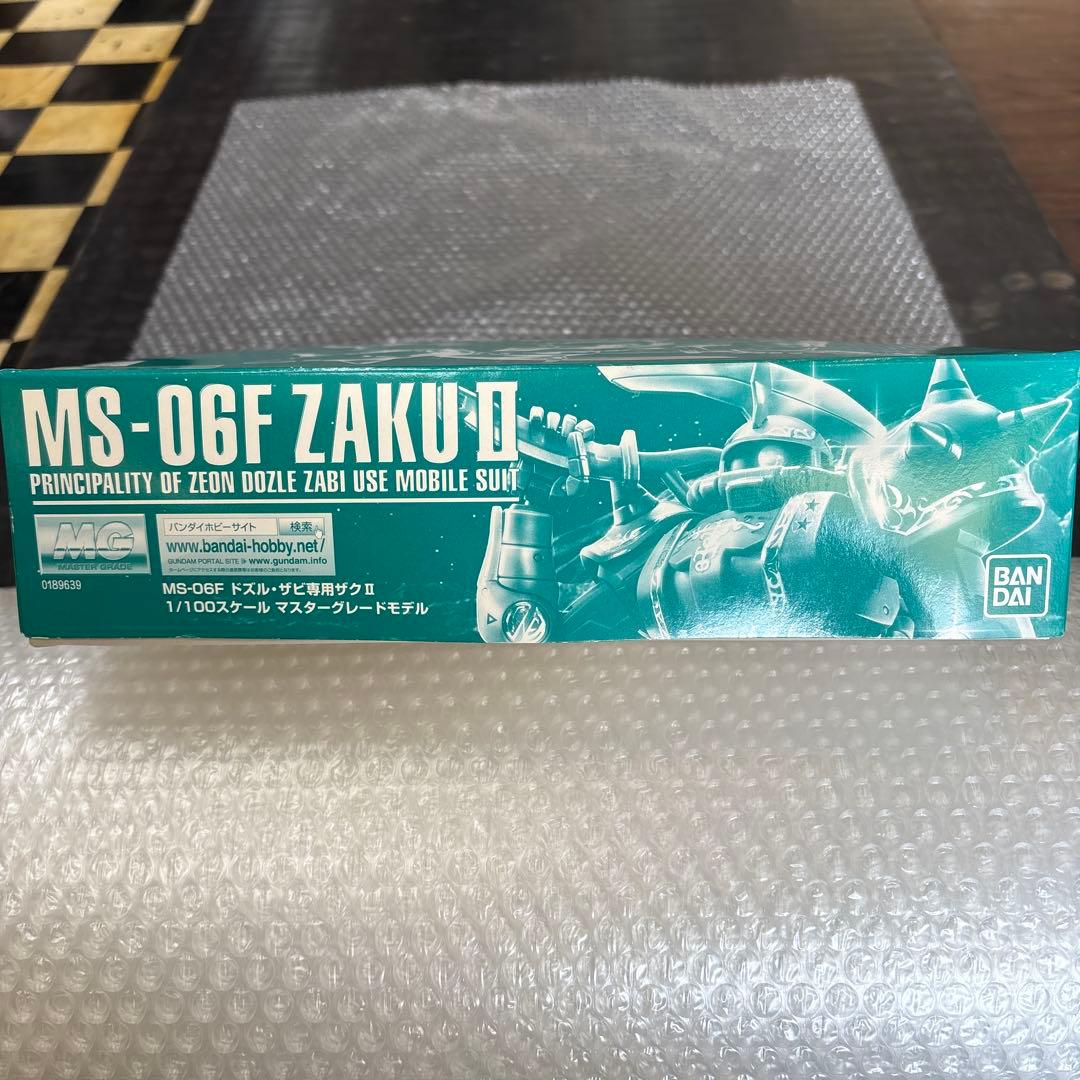 MS-06F ZAKU II
PRINCIPALITY OF ZEON DOZLE ZABI USE MOBILE SUIT
MG
MASTER GRADE
0189639
バンダイホビーサイト 検索
www.bandai-hobby.net/
GUNDAM PORTAL SITE ▶ www.gundam.info
MS-06F ドズル・ザビ専用ザクⅡ
1/100スケール マスターグレードモデル
BAN
DAI